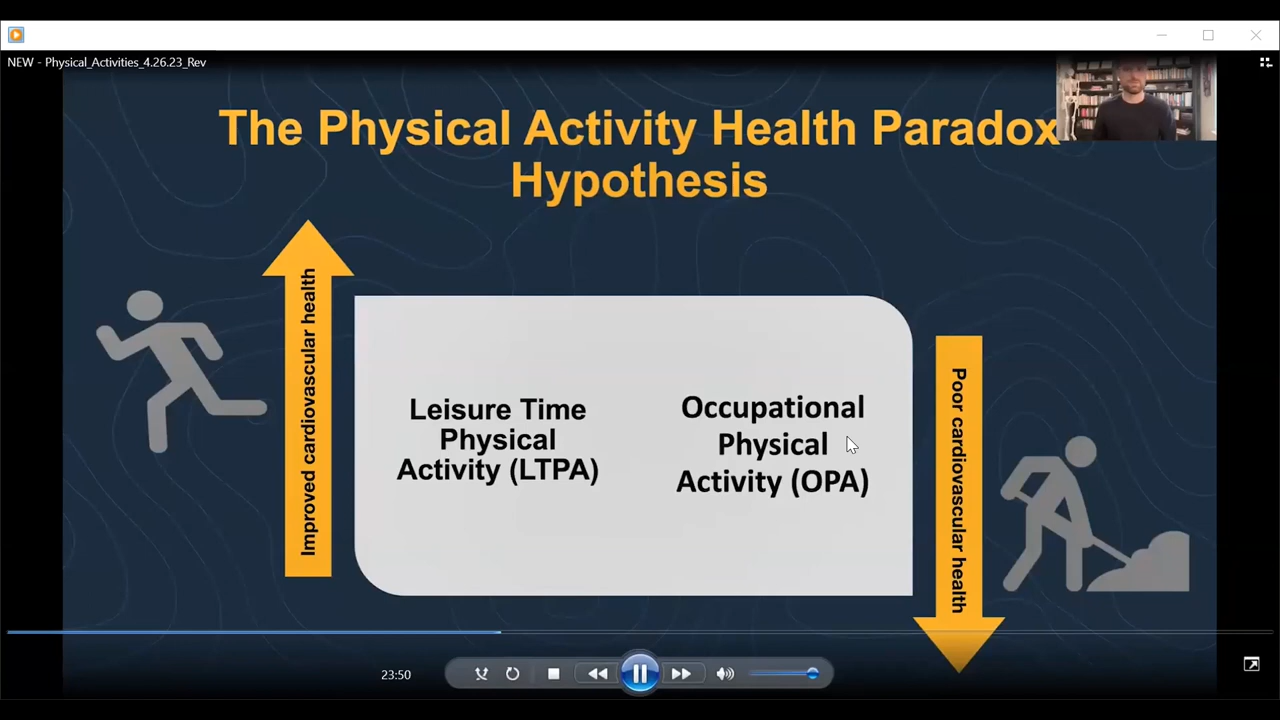 NEW - Physical_Activities_4.26.23_Rev
The Physical Activity Health Paradox
Hypothesis
Improved cardiovascular health
Leisure Time
Physical
Activity (LTPA)
Occupational
Physical
Activity (OPA)
Poor cardiovascular health
23:50